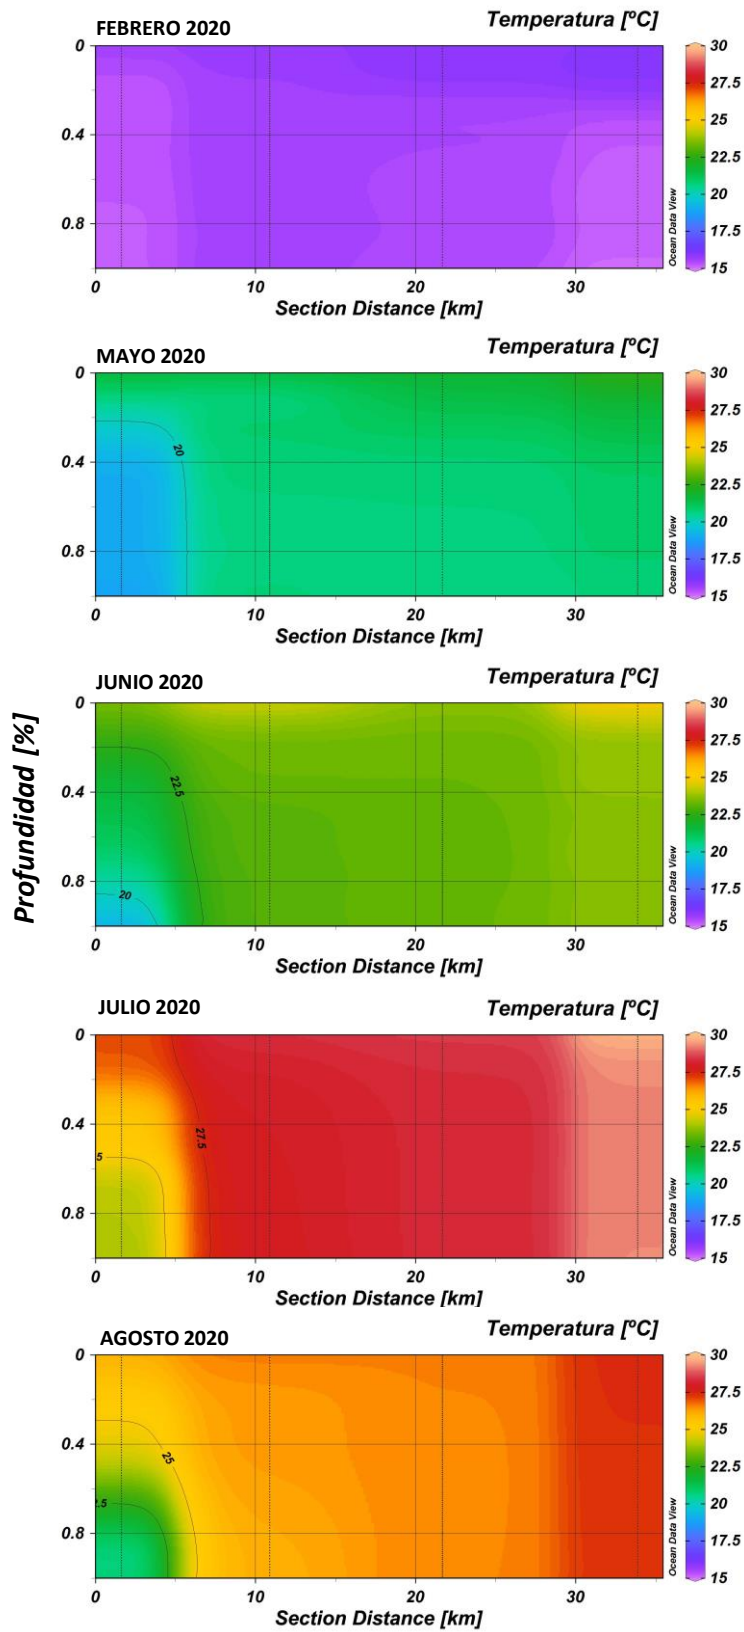 Profundidad [%]
FEBRERO 2020
Temperatura [ºC]
0
0.4
0.8
0 10 20 30
Section Distance [km]
Ocean Data View
30
27.5
25
22.5
20
17.5
15
MAYO 2020
Temperatura [ºC]
0
0.4
0.8
20
0 10 20 30
Section Distance [km]
Ocean Data View
30
27.5
25
22.5
20
17.5
15
JUNIO 2020
Temperatura [ºC]
0
0.4
0.8
22.5
20
0 10 20 30
Section Distance [km]
Ocean Data View
30
27.5
25
22.5
20
17.5
15
JULIO 2020
Temperatura [ºC]
0
0.4
0.8
27.5
5
0 10 20 30
Section Distance [km]
Ocean Data View
30
27.5
25
22.5
20
17.5
15
AGOSTO 2020
Temperatura [ºC]
0
0.4
0.8
25
.5
0 10 20 30
Section Distance [km]
Ocean Data View
30
27.5
25
22.5
20
17.5
15